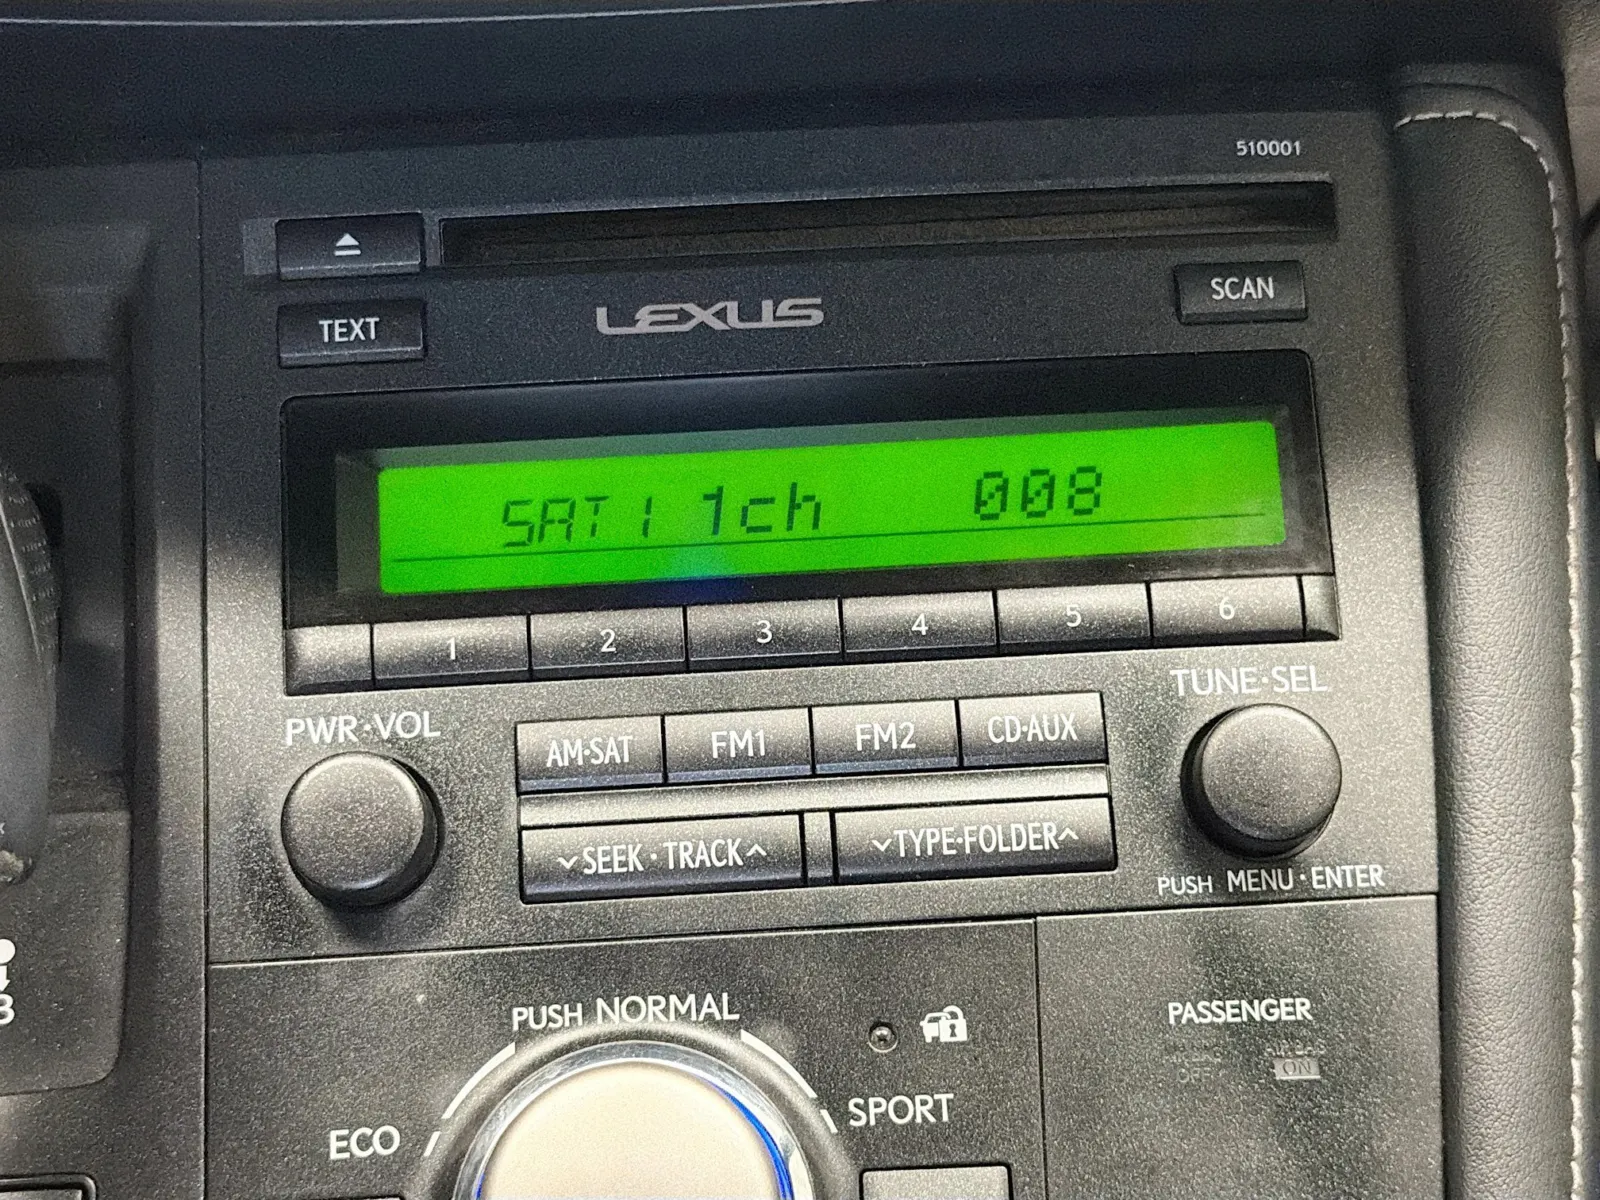 510001
SCAN
TEXT
LEXUS
SAT1 1ch 008
1 2 3 4 5 6
PWR·VOL
TUNE·SEL
AM·SAT FM1 FM2 CD·AUX
SEEK·TRACK
TYPE·FOLDER
PUSH MENU·ENTER
PUSH NORMAL
PASSENGER
ON
ECO
SPORT